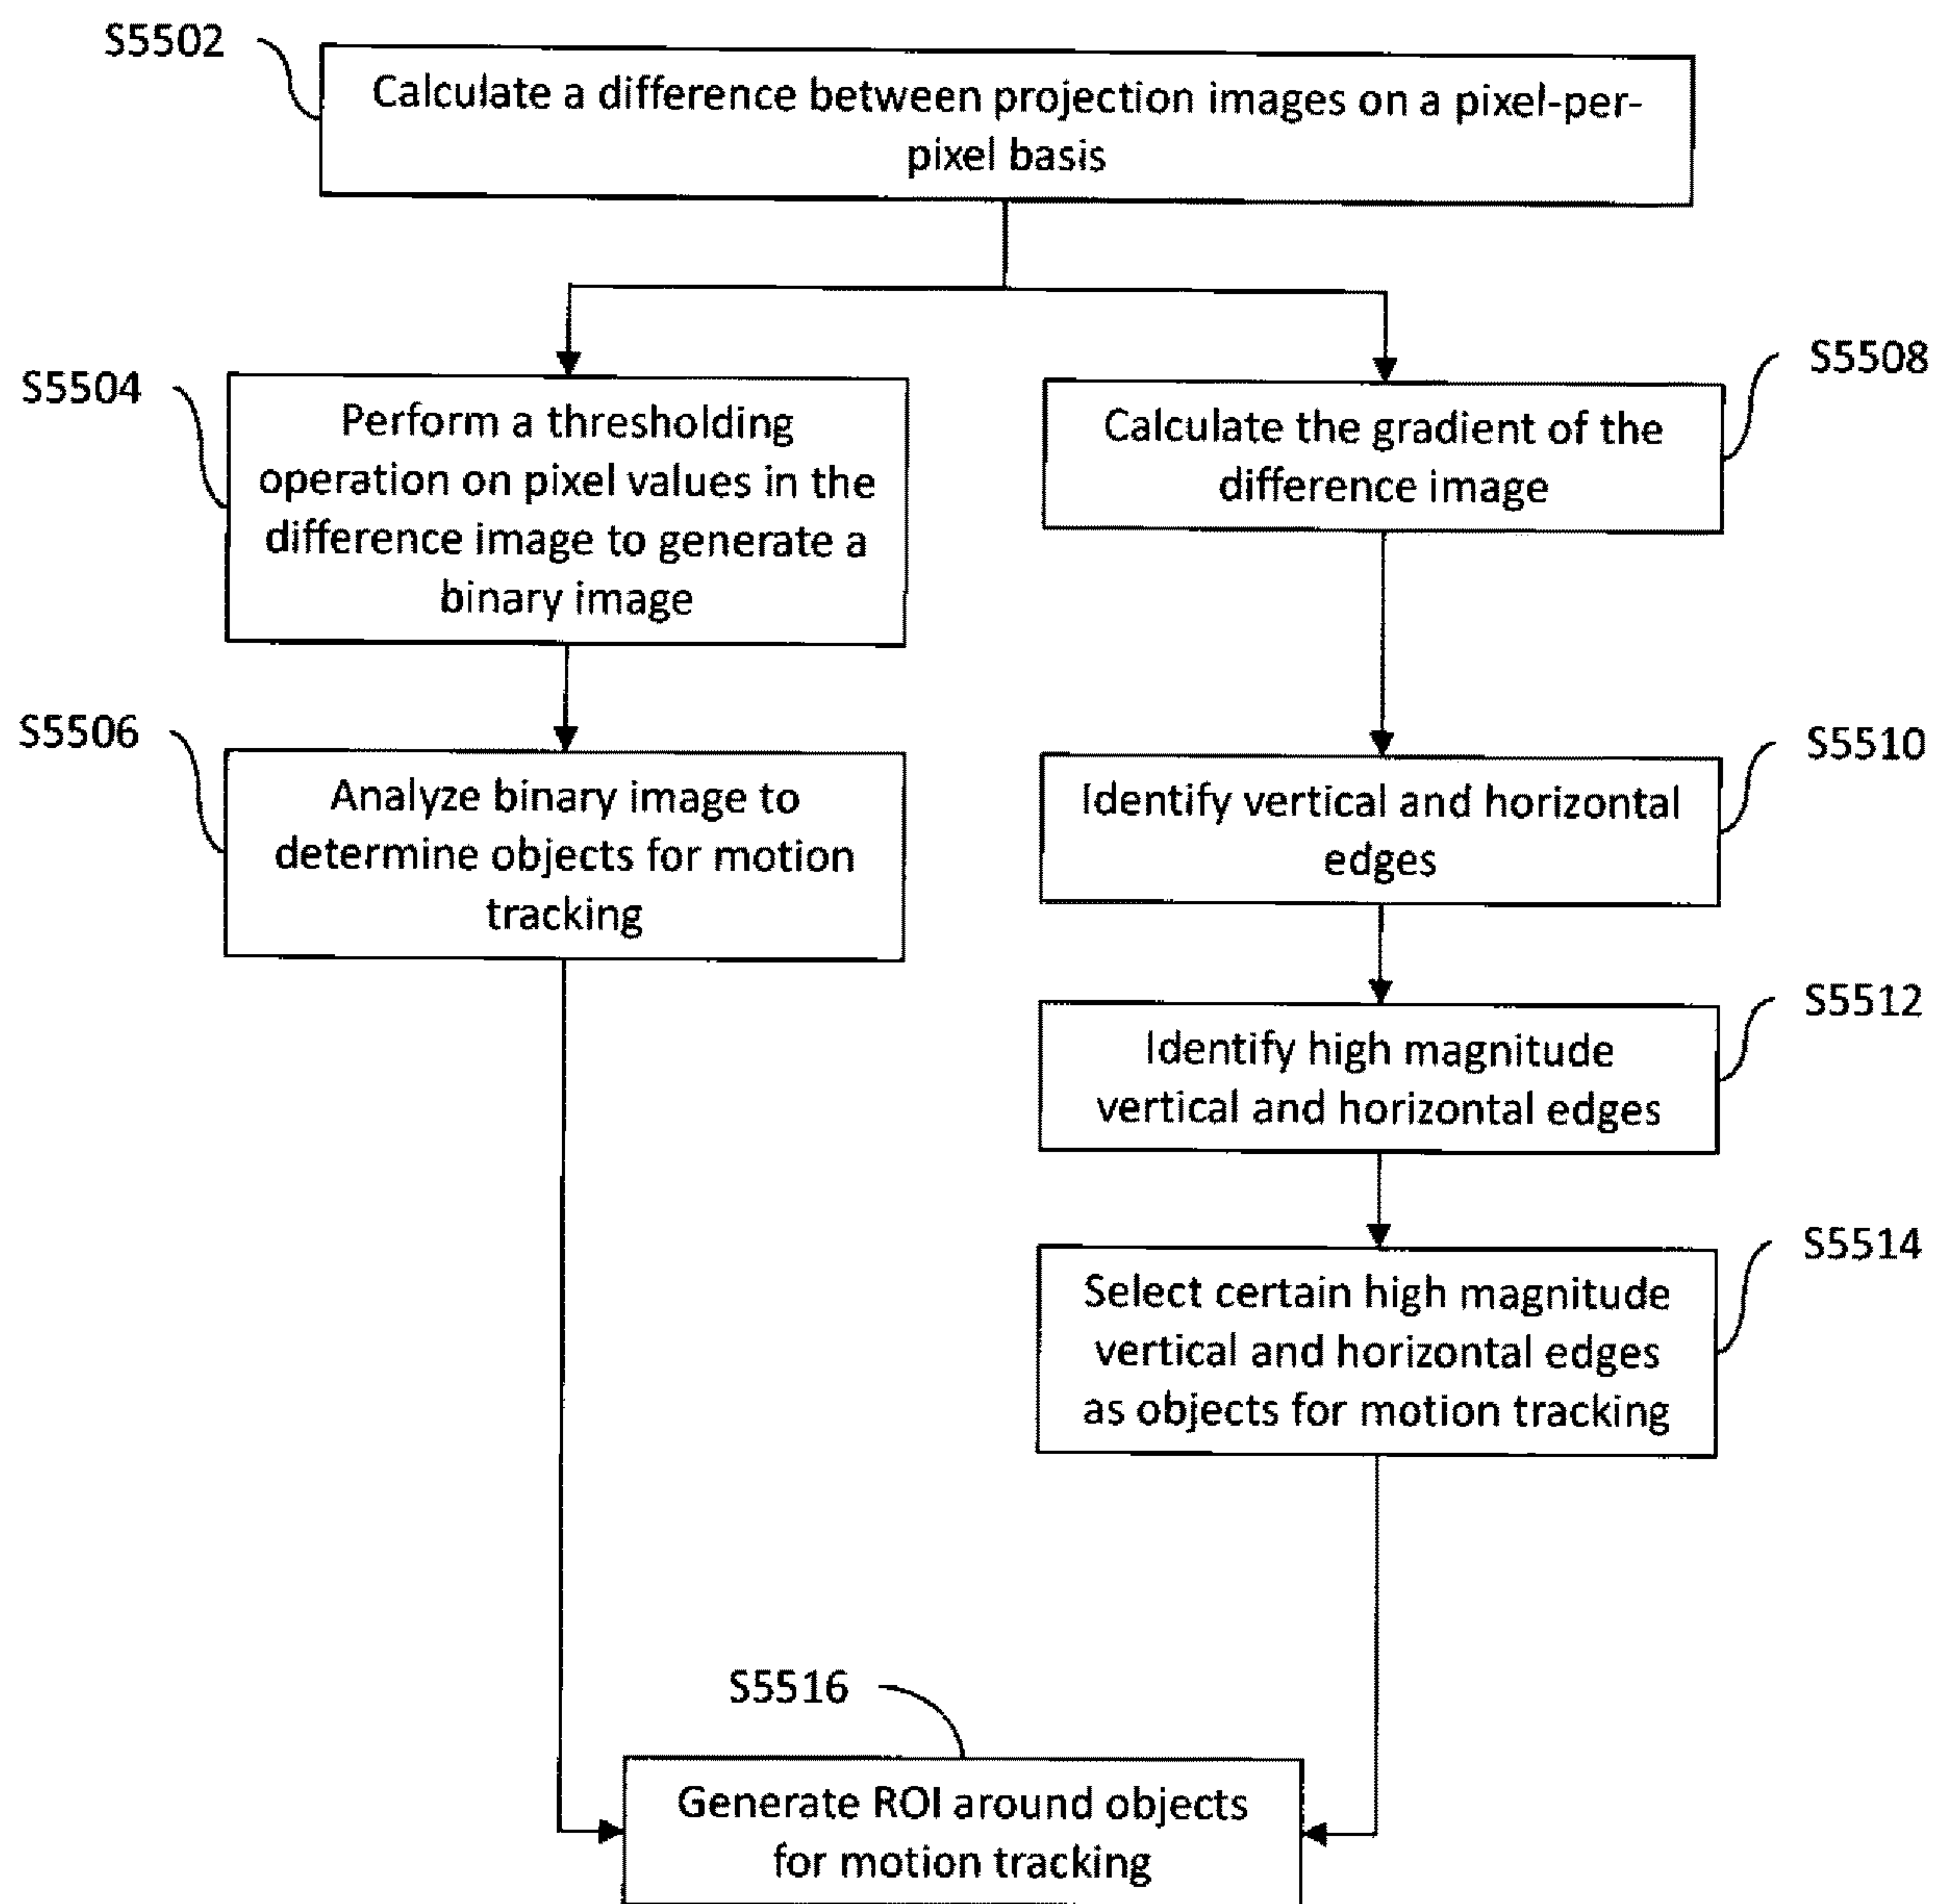 S5502
Calculate a difference between projection images on a pixel-per-
pixel basis
S5504
Perform a thresholding
operation on pixel values in the
difference image to generate a
binary image
S5506
Analyze binary image to
determine objects for motion
tracking
S5508
Calculate the gradient of the
difference image
S5510
Identify vertical and horizontal
edges
S5512
Identify high magnitude
vertical and horizontal edges
S5514
Select certain high magnitude
vertical and horizontal edges
as objects for motion tracking
S5516
Generate ROI around objects
for motion tracking